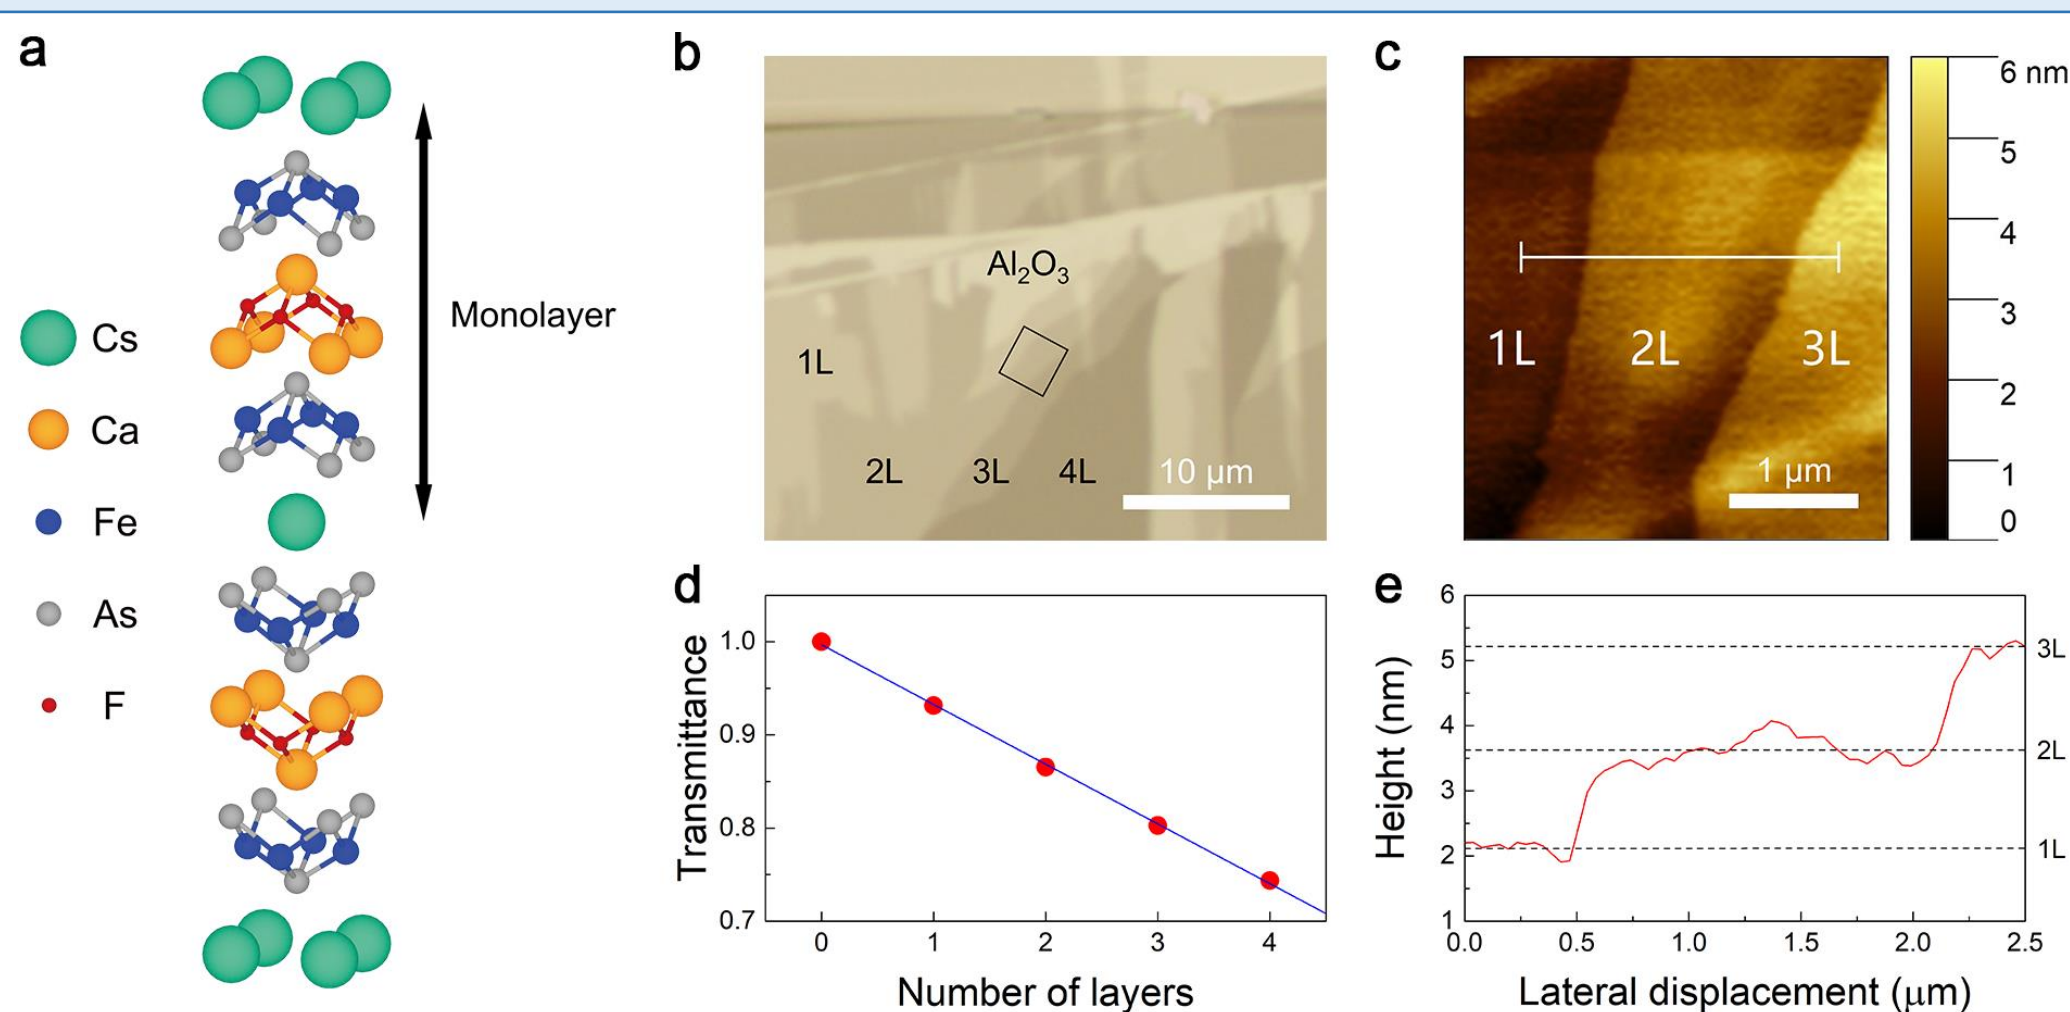 a
Cs
Ca
Fe
As
F
Monolayer
b
Al₂O₃
1L
2L 3L 4L
10 μm
c
1L 2L 3L
1 μm
6 nm
5
4
3
2
1
0
d
Transmittance
1.0
0.9
0.8
0.7
0 1 2 3 4
Number of layers
e
Height (nm)
6
5
4
3
2
1
3L
2L
1L
0.0 0.5 1.0 1.5 2.0 2.5
Lateral displacement (μm)